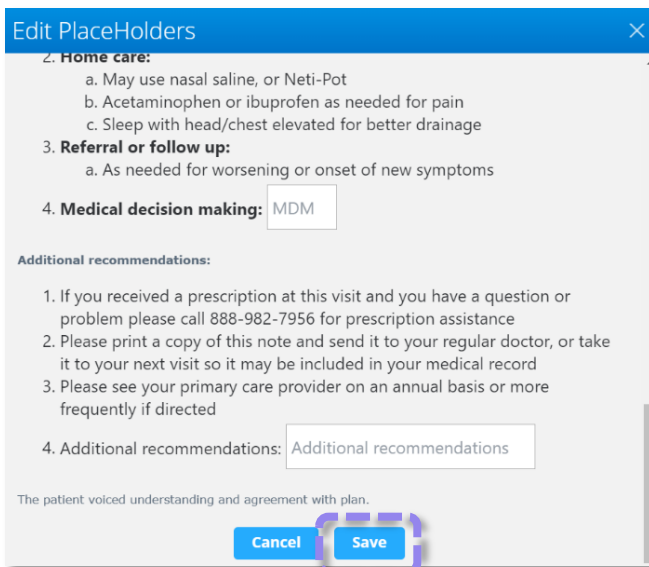 Edit PlaceHolders
2. Home care:
a. May use nasal saline, or Neti-Pot
b. Acetaminophen or ibuprofen as needed for pain
c. Sleep with head/chest elevated for better drainage
3. Referral or follow up:
a. As needed for worsening or onset of new symptoms
4. Medical decision making: MDM
Additional recommendations:
1. If you received a prescription at this visit and you have a question or
problem please call 888-982-7956 for prescription assistance
2. Please print a copy of this note and send it to your regular doctor, or take
it to your next visit so it may be included in your medical record
3. Please see your primary care provider on an annual basis or more
frequently if directed
4. Additional recommendations: Additional recommendations
The patient voiced understanding and agreement with plan.
Cancel Save